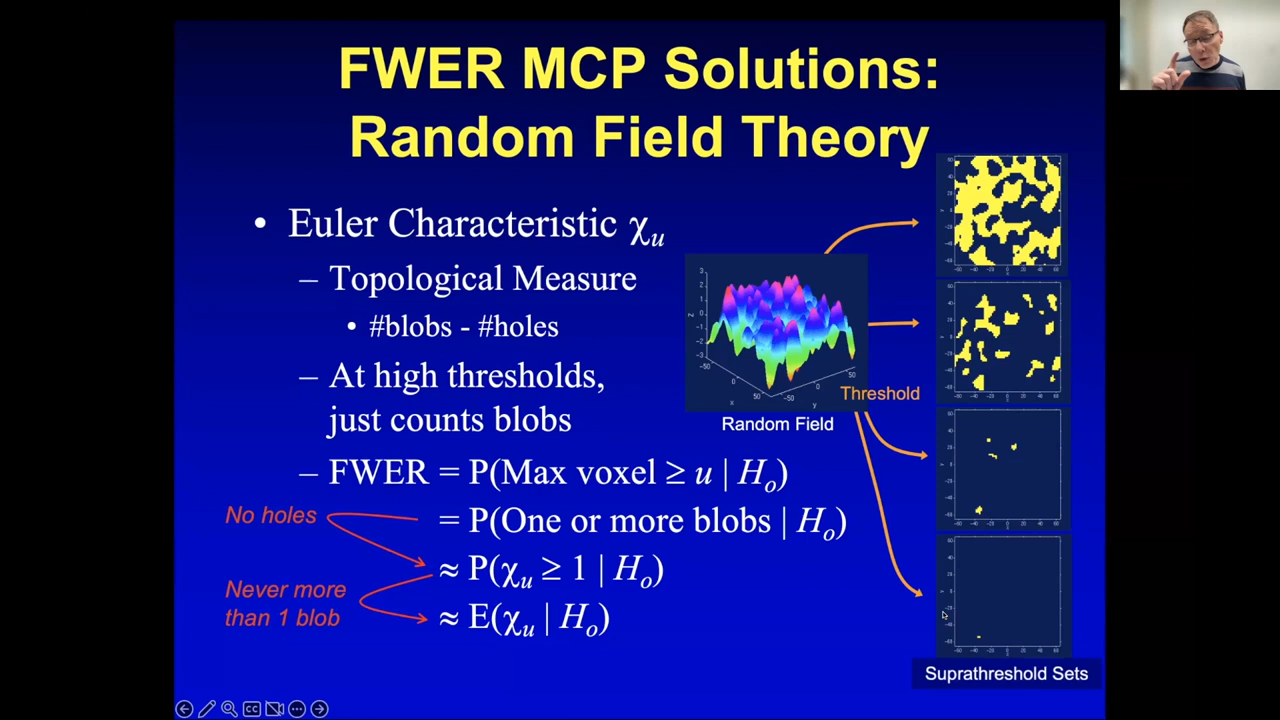 FWER MCP Solutions:
Random Field Theory
• Euler Characteristic χu
– Topological Measure
• #blobs - #holes
– At high thresholds,
just counts blobs
– FWER = P(Max voxel ≥ u | Ho)
No holes
= P(One or more blobs | Ho)
≈ P(χu ≥ 1 | Ho)
Never more
than 1 blob
≈ E(χu | Ho)
Threshold
Random Field
Suprathreshold Sets
CC